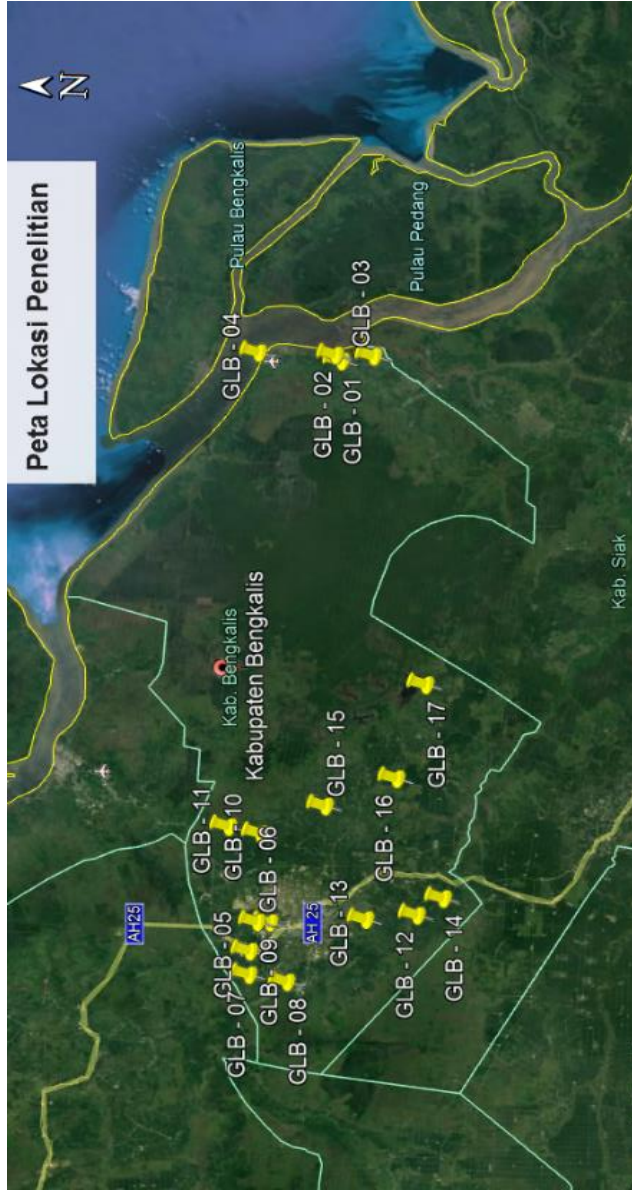 Peta Lokasi Penelitian
N
Pulau Bengkalis
Pulau Pedang
GLB - 04
GLB - 02
GLB - 01
GLB - 03
Kab. Bengkalis
Kabupaten Bengkalis
Kab. Siak
GLB - 11
GLB - 10
GLB - 06
GLB - 15
GLB - 16
GLB - 17
AH25
AH 25
GLB - 05
GLB - 07
GLB - 09
GLB - 08
GLB - 13
GLB - 12
GLB - 14